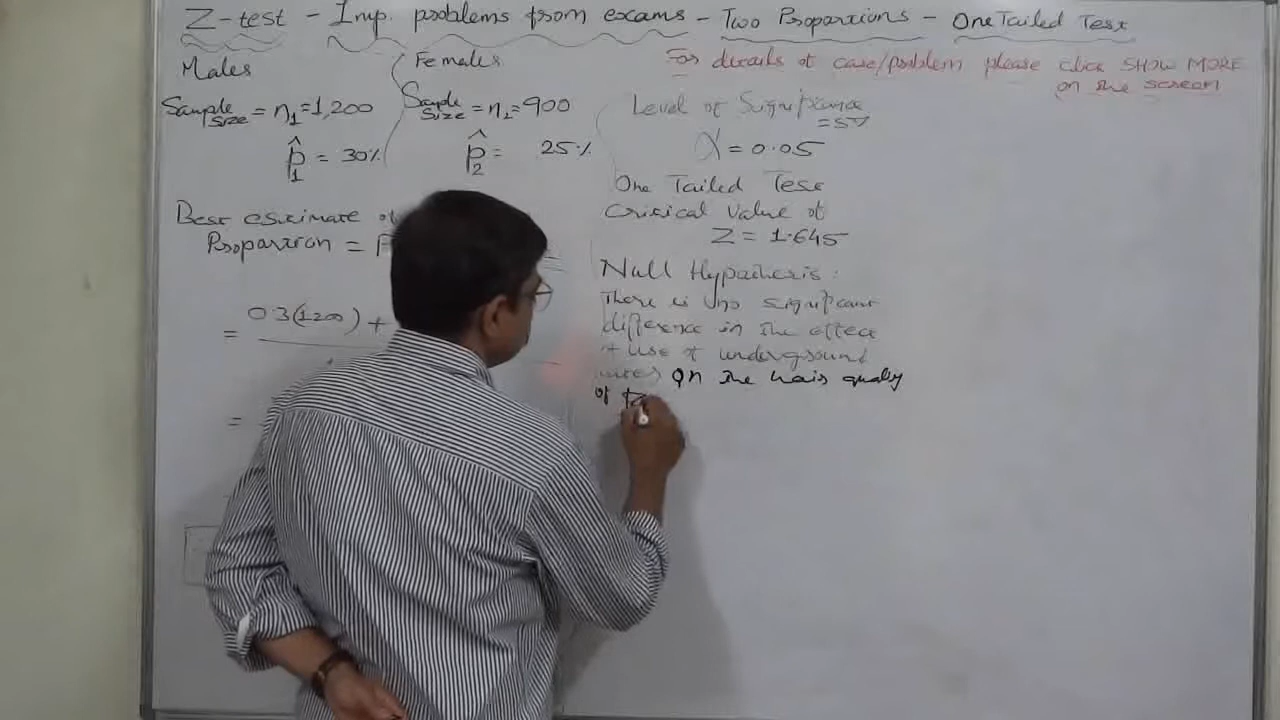 Z-test - Imp. problems from exams - Two Proportions - One Tailed Test
For details of case/problem please click SHOW MORE
on the screen
Males
Sample Size = n₁=1,200
p̂₁ = 30%
Females
Sample Size = n₂=900
p̂₂ = 25%
Best estimate of
Proportion = P
=
0.3(1200) +
=
Level of Significance
=5%
α = 0.05
One Tailed Test
Critical Value of
Z = 1.645
Null Hypothesis:
There is no significant
difference in the effect
of use of underground
water on the hair quality
of